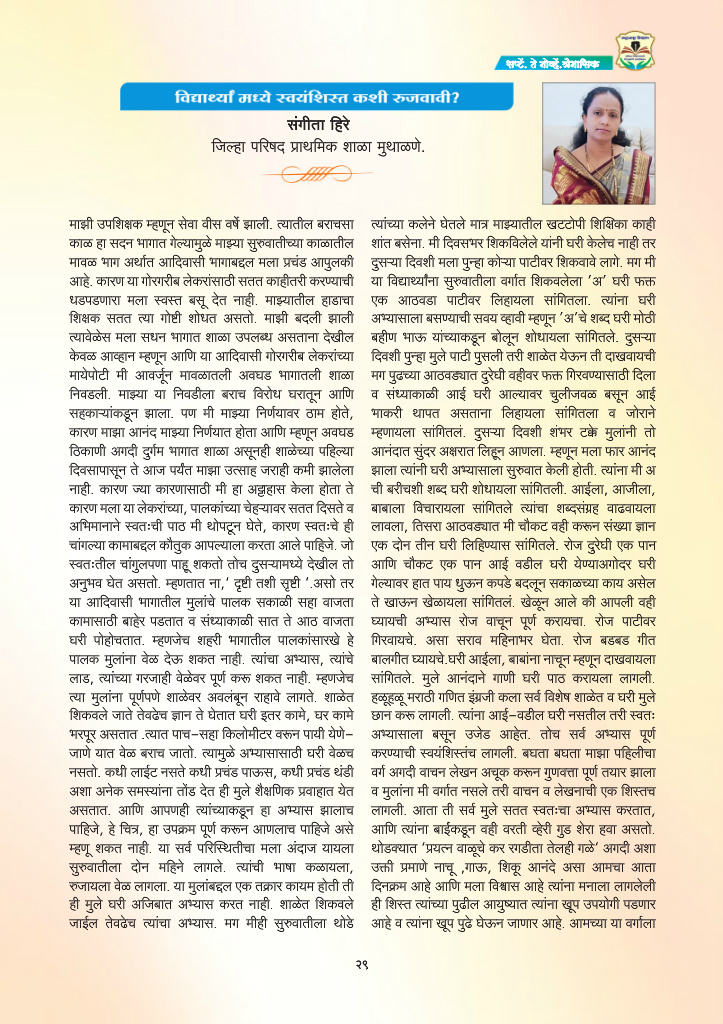 सप्टें. ते नोव्हें.त्रैमासिक
विद्यार्थ्यां मध्ये स्वयंशिस्त कशी रुजवावी?
संगीता हिरे
जिल्हा परिषद प्राथमिक शाळा मुथाळणे.
माझी उपशिक्षक म्हणून सेवा वीस वर्षे झाली. त्यातील बराचसा
काळ हा सदन भागात गेल्यामुळे माझ्या सुरुवातीच्या काळातील
मावळ भाग अर्थात आदिवासी भागाबद्दल मला प्रचंड आपुलकी
आहे. कारण या गोरगरीब लेकरांसाठी सतत काहीतरी करण्याची
धडपडणारा मला स्वस्त बसू देत नाही. माझ्यातील हाडाचा
शिक्षक सतत त्या गोष्टी शोधत असतो. माझी बदली झाली
त्यावेळेस मला सधन भागात शाळा उपलब्ध असताना देखील
केवळ आव्हान म्हणून आणि या आदिवासी गोरगरीब लेकरांच्या
मायेपोटी मी आवर्जून मावळातली अवघड भागातली शाळा
निवडली. माझ्या या निवडीला बराच विरोध घरातून आणि
सहकाऱ्यांकडून झाला. पण मी माझ्या निर्णयावर ठाम होते,
कारण माझा आनंद माझ्या निर्णयात होता आणि म्हणून अवघड
ठिकाणी अगदी दुर्गम भागात शाळा असूनही शाळेच्या पहिल्या
दिवसापासून ते आज पर्यंत माझा उत्साह जराही कमी झालेला
नाही. कारण ज्या कारणासाठी मी हा अट्टाहास केला होता ते
कारण मला या लेकरांच्या, पालकांच्या चेहऱ्यावर सतत दिसते व
अभिमानाने स्वतःची पाठ मी थोपटून घेते, कारण स्वतःचे ही
चांगल्या कामाबद्दल कौतुक आपल्याला करता आले पाहिजे. जो
स्वतःतील चांगुलपणा पाहू शकतो तोच दुसऱ्यामध्ये देखील तो
अनुभव घेत असतो. म्हणतात ना,‘ दृष्टी तशी सृष्टी ‘.असो तर
या आदिवासी भागातील मुलांचे पालक सकाळी सहा वाजता
कामासाठी बाहेर पडतात व संध्याकाळी सात ते आठ वाजता
घरी पोहोचतात. म्हणजेच शहरी भागातील पालकांसारखे हे
पालक मुलांना वेळ देऊ शकत नाही. त्यांचा अभ्यास, त्यांचे
लाड, त्यांच्या गरजाही वेळेवर पूर्ण करू शकत नाही. म्हणजेच
त्या मुलांना पूर्णपणे शाळेवर अवलंबून राहावे लागते. शाळेत
शिकवले जाते तेवढेच ज्ञान ते घेतात घरी इतर कामे, घर कामे
भरपूर असतात .त्यात पाच-सहा किलोमीटर वरून पायी येणे-
जाणे यात वेळ बराच जातो. त्यामुळे अभ्यासासाठी घरी वेळच
नसतो. कधी लाईट नसते कधी प्रचंड पाऊस, कधी प्रचंड थंडी
अशा अनेक समस्यांना तोंड देत ही मुले शैक्षणिक प्रवाहात येत
असतात. आणि आपणही त्यांच्याकडून हा अभ्यास झालाच
पाहिजे, हे चित्र, हा उपक्रम पूर्ण करून आणलाच पाहिजे असे
म्हणू शकत नाही. या सर्व परिस्थितीचा मला अंदाज यायला
सुरुवातीला दोन महिने लागले. त्यांची भाषा कळायला,
रुजायला वेळ लागला. या मुलांबद्दल एक तक्रार कायम होती ती
ही मुले घरी अजिबात अभ्यास करत नाही. शाळेत शिकवले
जाईल तेवढेच त्यांचा अभ्यास. मग मीही सुरुवातीला थोडे
त्यांच्या कलेने घेतले मात्र माझ्यातील खटटोपी शिक्षिका काही
शांत बसेना. मी दिवसभर शिकविलेले यांनी घरी केलेच नाही तर
दुसऱ्या दिवशी मला पुन्हा कोऱ्या पाटीवर शिकवावे लागे. मग मी
या विद्यार्थ्यांना सुरुवातीला वर्गात शिकवलेला ’अ’ घरी फक्त
एक आठवडा पाटीवर लिहायला सांगितला. त्यांना घरी
अभ्यासाला बसण्याची सवय व्हावी म्हणून ’अ’चे शब्द घरी मोठी
बहीण भाऊ यांच्याकडून बोलून शोधायला सांगितले. दुसऱ्या
दिवशी पुन्हा मुले पाटी पुसली तरी शाळेत येऊन ती दाखवायची
मग पुढच्या आठवड्यात दुरेघी वहीवर फक्त गिरवण्यासाठी दिला
व संध्याकाळी आई घरी आल्यावर चुलीजवळ बसून आई
भाकरी थापत असताना लिहायला सांगितला व जोराने
म्हणायला सांगितलं. दुसऱ्या दिवशी शंभर टक्के मुलांनी तो
आनंदात सुंदर अक्षरात लिहून आणला. म्हणून मला फार आनंद
झाला त्यांनी घरी अभ्यासाला सुरुवात केली होती. त्यांना मी अ
ची बरीचशी शब्द घरी शोधायला सांगितली. आईला, आजीला,
बाबाला विचारायला सांगितले त्यांचा शब्दसंग्रह वाढवायला
लावला, तिसरा आठवड्यात मी चौकट वही करून संख्या ज्ञान
एक दोन तीन घरी लिहिण्यास सांगितले. रोज दुरेघी एक पान
आणि चौकट एक पान आई वडील घरी येण्याअगोदर घरी
गेल्यावर हात पाय धुऊन कपडे बदलून सकाळच्या काय असेल
ते खाऊन खेळायला सांगितलं. खेळून आले की आपली वही
घ्यायची अभ्यास रोज वाचून पूर्ण करायचा. रोज पाटीवर
गिरवायचे. असा सराव महिनाभर घेता. रोज बडबड गीत
बालगीत घ्यायचे.घरी आईला, बाबांना नाचून म्हणून दाखवायला
सांगितले. मुले आनंदाने गाणी घरी पाठ करायला लागली.
हळूहळू मराठी गणित इंग्रजी कला सर्व विशेष शाळेत व घरी मुले
छान करू लागली. त्यांना आई-वडील घरी नसतील तरी स्वतः
अभ्यासाला बसून उजेड आहेत. तोच सर्व अभ्यास पूर्ण
करण्याची स्वयंशिस्तंच लागली. बघता बघता माझा पहिलीचा
वर्ग अगदी वाचन लेखन अचूक करून गुणवत्ता पूर्ण तयार झाला
व मुलांना मी वर्गात नसले तरी वाचन व लेखनाची एक शिस्तच
लागली. आता ती सर्व मुले सतत स्वतःचा अभ्यास करतात,
आणि त्यांना बाईकडून वही वरती व्हेरी गुड शेरा हवा असतो.
थोडक्यात ’प्रयत्न वाळूचे कर रगडीता तेलही गळे’ अगदी अशा
उक्ती प्रमाणे नाचू ,गाऊ, शिकू आनंदे असा आमचा आता
दिनक्रम आहे आणि मला विश्वास आहे त्यांना मनाला लागलेली
ही शिस्त त्यांच्या पुढील आयुष्यात त्यांना खूप उपयोगी पडणार
आहे व त्यांना खूप पुढे घेऊन जाणार आहे. आमच्या या वर्गाला
२९